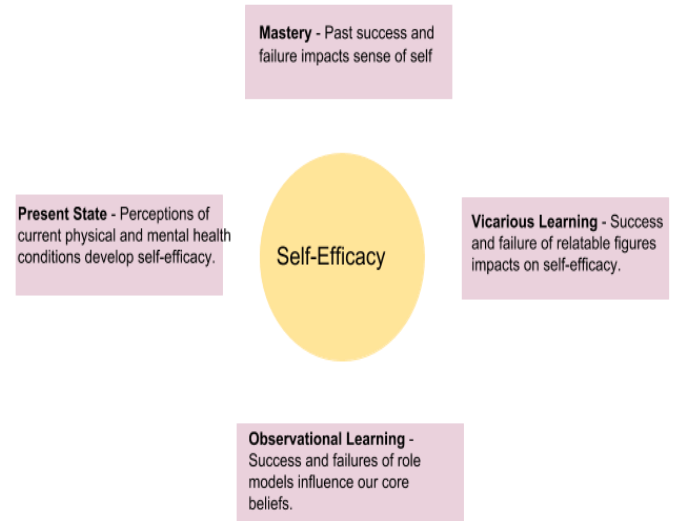 Mastery - Past success and
failure impacts sense of self
Present State - Perceptions of
current physical and mental health
conditions develop self-efficacy.
Self-Efficacy
Vicarious Learning - Success
and failure of relatable figures
impacts on self-efficacy.
Observational Learning -
Success and failures of role
models influence our core
beliefs.